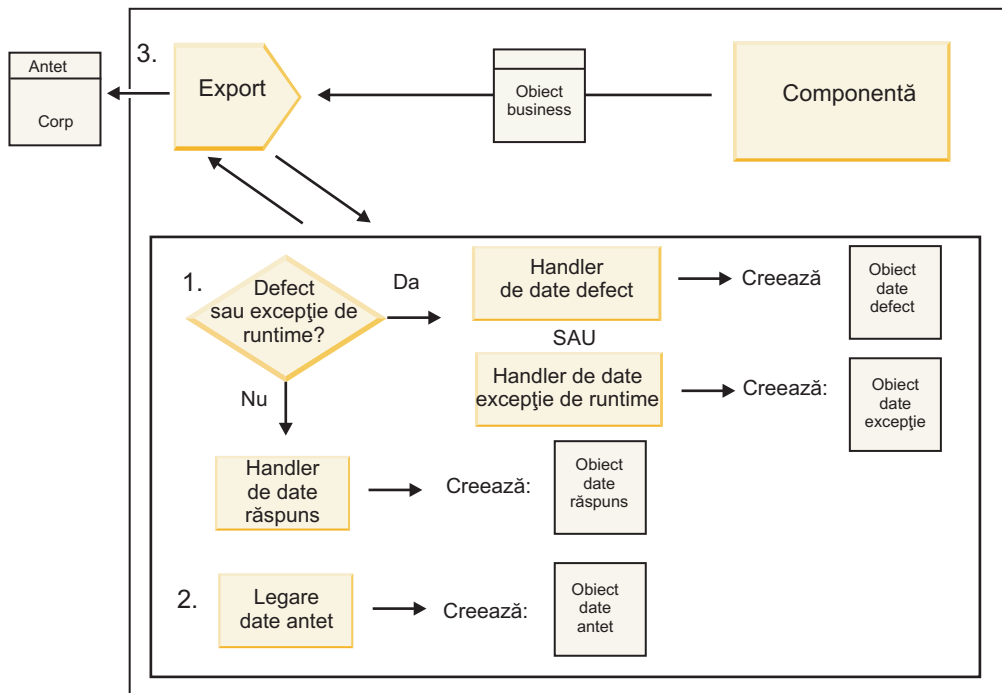 Antet
Corp
3.
Export
Obiect
business
Componentă
1.
Defect
sau excepţie de
runtime?
Da
Handler
de date defect
Creează
Obiect
date
defect
SAU
Handler de date
excepţie de runtime
Creează:
Obiect
date
excepţie
Nu
Handler
de date
răspuns
Creează:
Obiect
date
răspuns
2.
Legare
date antet
Creează:
Obiect
date
antet